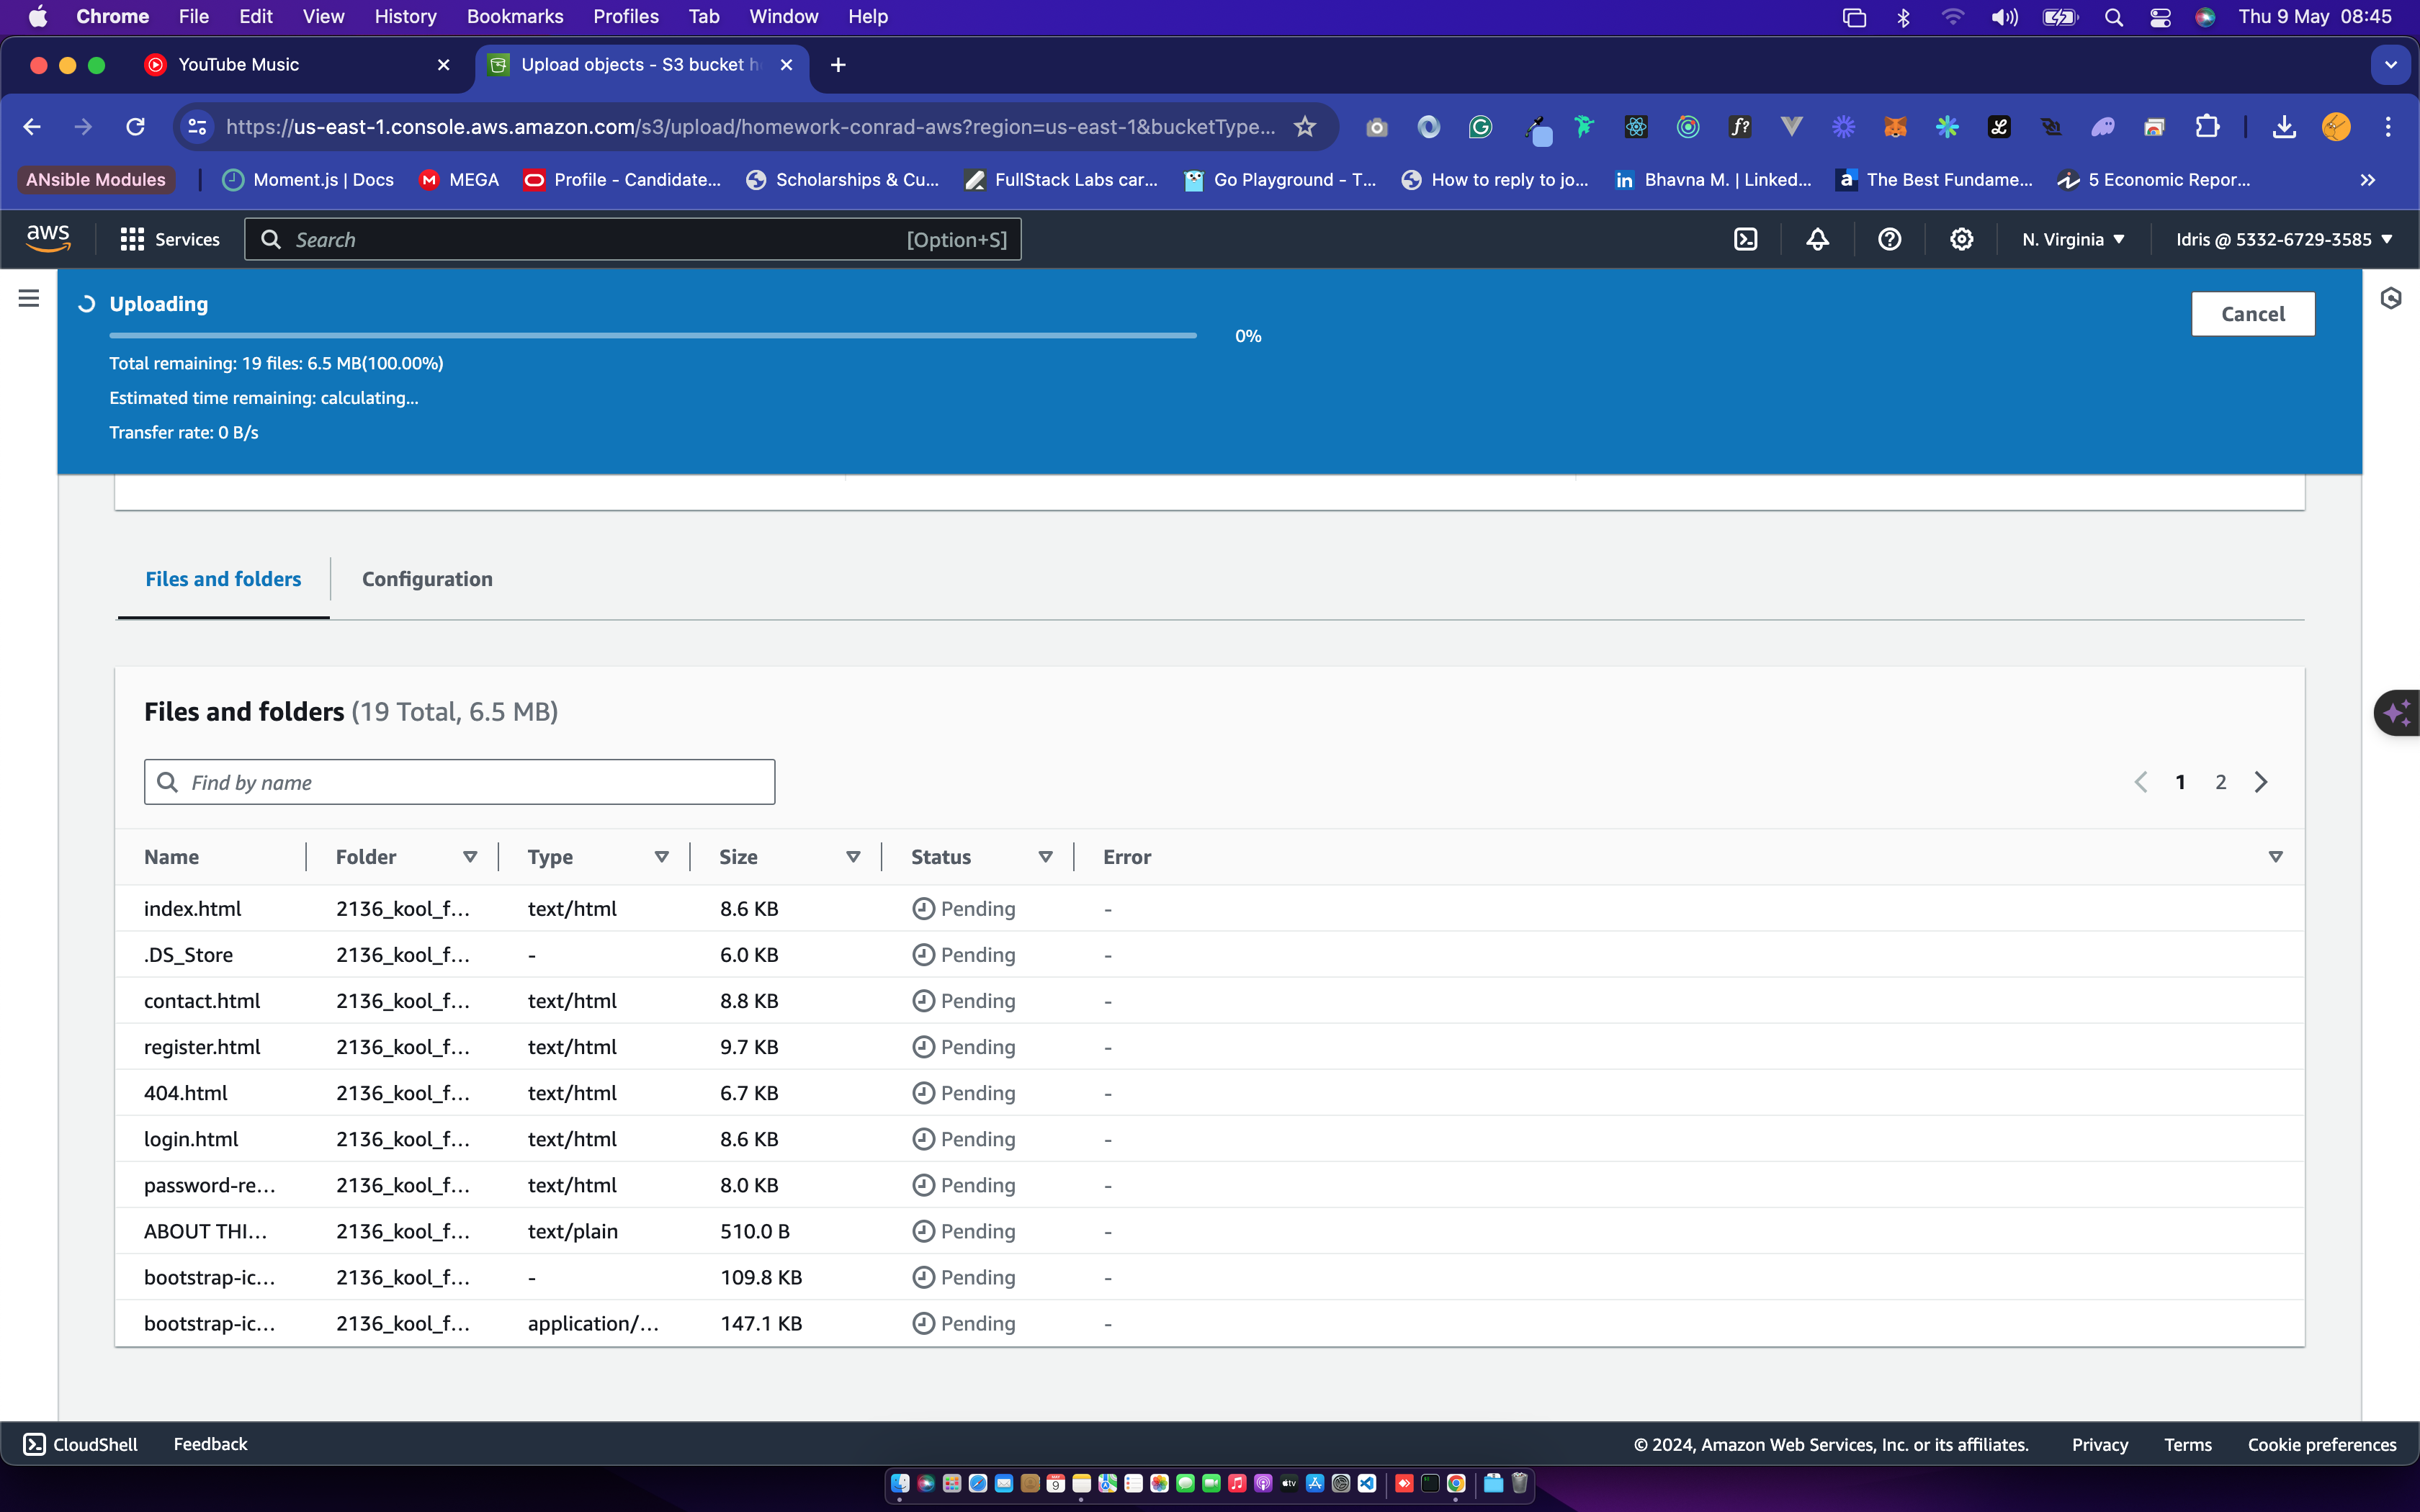 Chrome File Edit View History Bookmarks Profiles Tab Window Help Thu 9 May 08:45
YouTube Music Upload objects - S3 bucket h
https://us-east-1.console.aws.amazon.com/s3/upload/homework-conrad-aws?region=us-east-1&bucketType...
ANsible Modules Moment.js | Docs MEGA Profile - Candidate... Scholarships & Cu... FullStack Labs car... Go Playground - T... How to reply to jo... Bhavna M. | Linked... The Best Fundame... 5 Economic Repor...
aws Services Search [Option+S] N. Virginia Idris @ 5332-6729-3585
Uploading Cancel
0%
Total remaining: 19 files: 6.5 MB(100.00%)
Estimated time remaining: calculating...
Transfer rate: 0 B/s
Files and folders Configuration
Files and folders (19 Total, 6.5 MB)
Find by name 1 2
Name Folder Type Size Status Error
index.html 2136_kool_f... text/html 8.6 KB Pending -
.DS_Store 2136_kool_f... - 6.0 KB Pending -
contact.html 2136_kool_f... text/html 8.8 KB Pending -
register.html 2136_kool_f... text/html 9.7 KB Pending -
404.html 2136_kool_f... text/html 6.7 KB Pending -
login.html 2136_kool_f... text/html 8.6 KB Pending -
password-re... 2136_kool_f... text/html 8.0 KB Pending -
ABOUT THI... 2136_kool_f... text/plain 510.0 B Pending -
bootstrap-ic... 2136_kool_f... - 109.8 KB Pending -
bootstrap-ic... 2136_kool_f... application/... 147.1 KB Pending -
CloudShell Feedback © 2024, Amazon Web Services, Inc. or its affiliates. Privacy Terms Cookie preferences